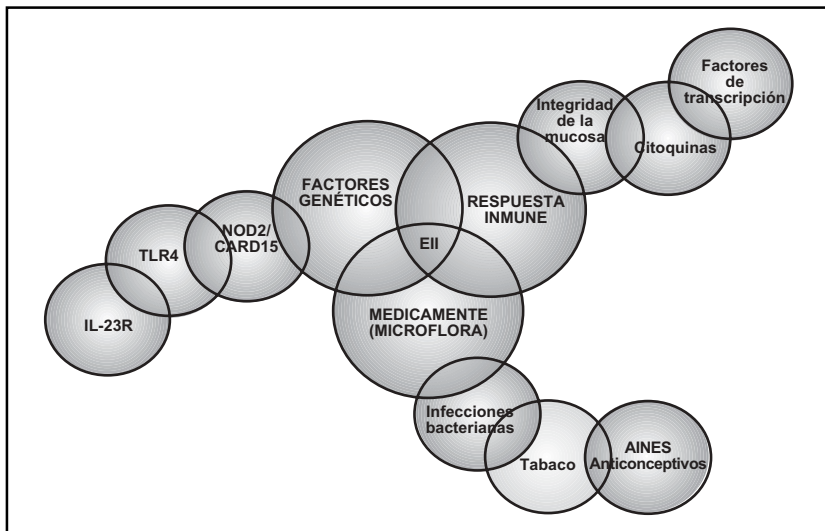 Factores
de
transcripción
Integridad
de la
mucosa
Citoquinas
FACTORES
GENÉTICOS
RESPUESTA
INMUNE
NOD2/
CARD15
EII
TLR4
IL-23R
MEDICAMENTE
(MICROFLORA)
Infecciones
bacterianas
Tabaco
AINES
Anticonceptivos